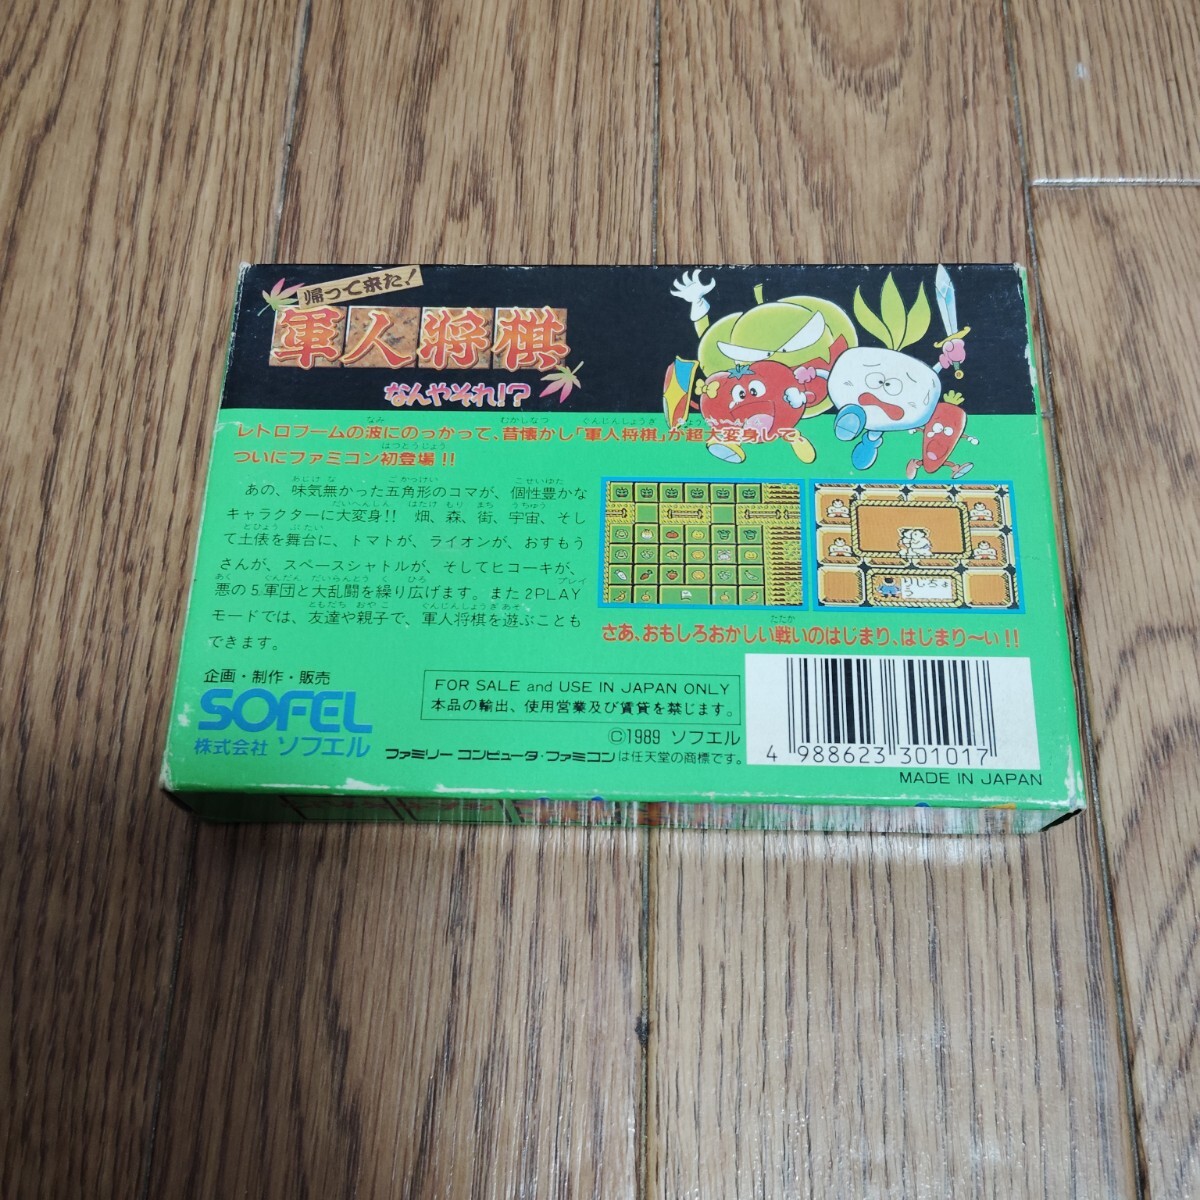 帰って来た!
軍人将棋
なんやそれ!?
レトロブームの波にのっかって、昔懐かし「軍人将棋」が超大変身して、
ついにファミコン初登場!!
あの、味気無かった五角形のコマが、個性豊かな
キャラクターに大変身!! 畑、森、街、宇宙、そし
て土俵を舞台に、トマトが、ライオンが、おすもう
さんが、スペースシャトルが、そしてヒコーキが、
悪の5軍団と大乱闘を繰り広げます。また2PLAY
モードでは、友達や親子で、軍人将棋を遊ぶことも
できます。
りじちょ
う
さあ、おもしろおかしい戦いのはじまり、はじまり〜い!!
企画・制作・販売
SOFEL
株式会社 ソフエル
FOR SALE and USE IN JAPAN ONLY
本品の輸出、使用営業及び賃貸を禁じます。
©1989 ソフエル
ファミリー コンピュータ・ファミコンは任天堂の商標です。
4 988623 301017
MADE IN JAPAN